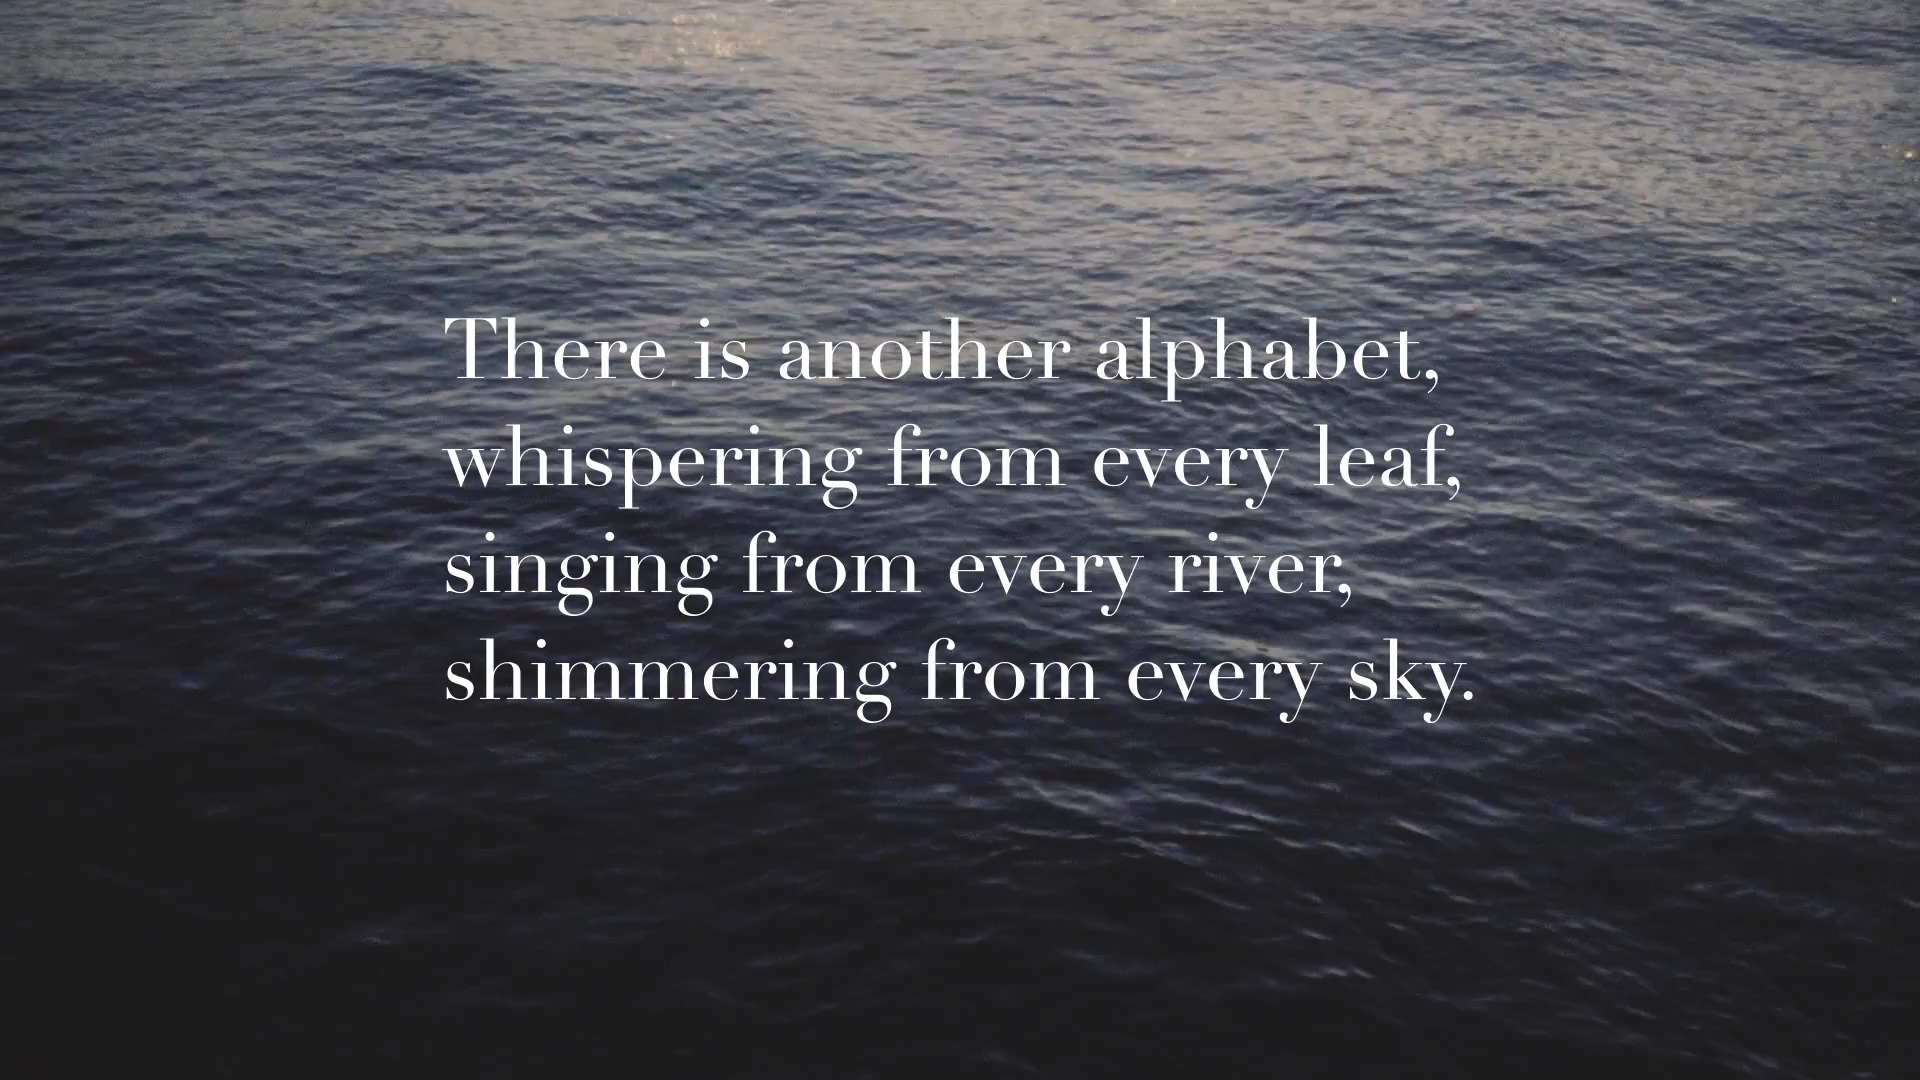 There is another alphabet,
whispering from every leaf,
singing from every river,
shimmering from every sky.